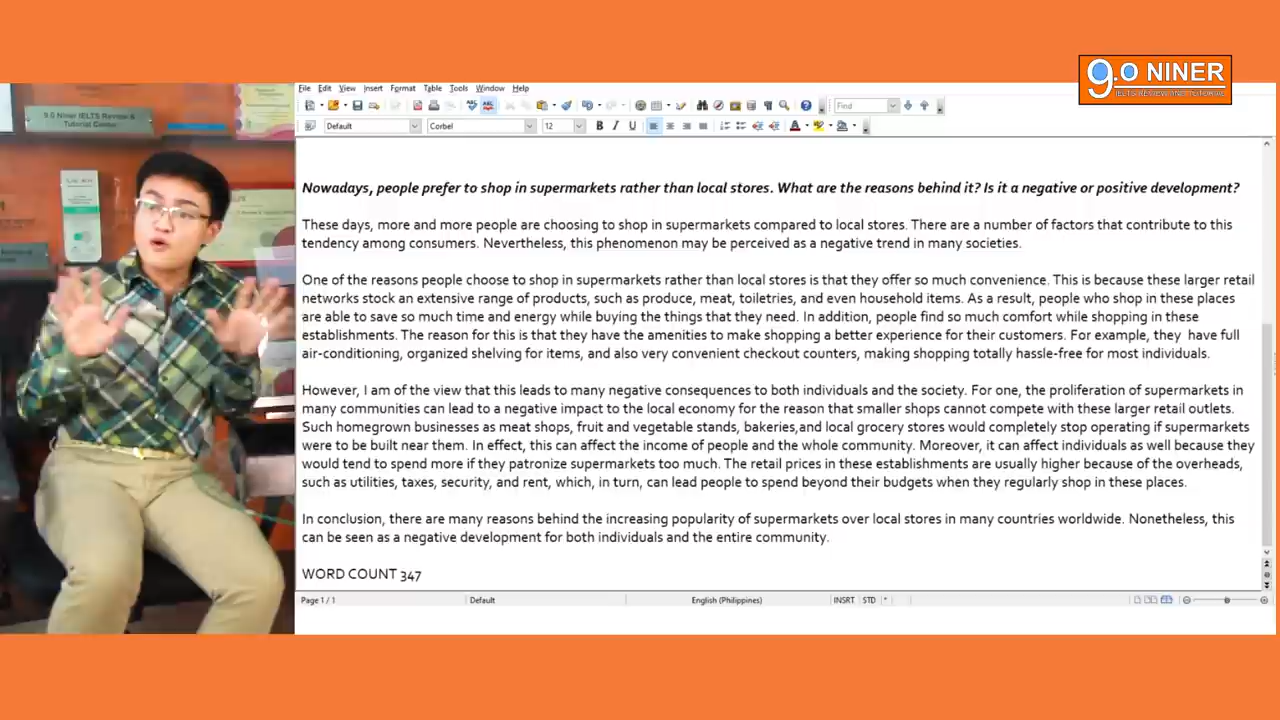 9.0 NINER
IELTS REVIEW AND TUTORIAL
File Edit View Insert Format Table Tools Window Help
Find
Default Corbel 12 B I U
9.0 Niner IELTS Review &
Tutorial Center
Nowadays, people prefer to shop in supermarkets rather than local stores. What are the reasons behind it? Is it a negative or positive development?
These days, more and more people are choosing to shop in supermarkets compared to local stores. There are a number of factors that contribute to this
tendency among consumers. Nevertheless, this phenomenon may be perceived as a negative trend in many societies.
One of the reasons people choose to shop in supermarkets rather than local stores is that they offer so much convenience. This is because these larger retail
networks stock an extensive range of products, such as produce, meat, toiletries, and even household items. As a result, people who shop in these places
are able to save so much time and energy while buying the things that they need. In addition, people find so much comfort while shopping in these
establishments. The reason for this is that they have the amenities to make shopping a better experience for their customers. For example, they have full
air-conditioning, organized shelving for items, and also very convenient checkout counters, making shopping totally hassle-free for most individuals.
However, I am of the view that this leads to many negative consequences to both individuals and the society. For one, the proliferation of supermarkets in
many communities can lead to a negative impact to the local economy for the reason that smaller shops cannot compete with these larger retail outlets.
Such homegrown businesses as meat shops, fruit and vegetable stands, bakeries,and local grocery stores would completely stop operating if supermarkets
were to be built near them. In effect, this can affect the income of people and the whole community. Moreover, it can affect individuals as well because they
would tend to spend more if they patronize supermarkets too much. The retail prices in these establishments are usually higher because of the overheads,
such as utilities, taxes, security, and rent, which, in turn, can lead people to spend beyond their budgets when they regularly shop in these places.
In conclusion, there are many reasons behind the increasing popularity of supermarkets over local stores in many countries worldwide. Nonetheless, this
can be seen as a negative development for both individuals and the entire community.
WORD COUNT 347
Page 1 / 1 Default English (Philippines) INSRT STD *